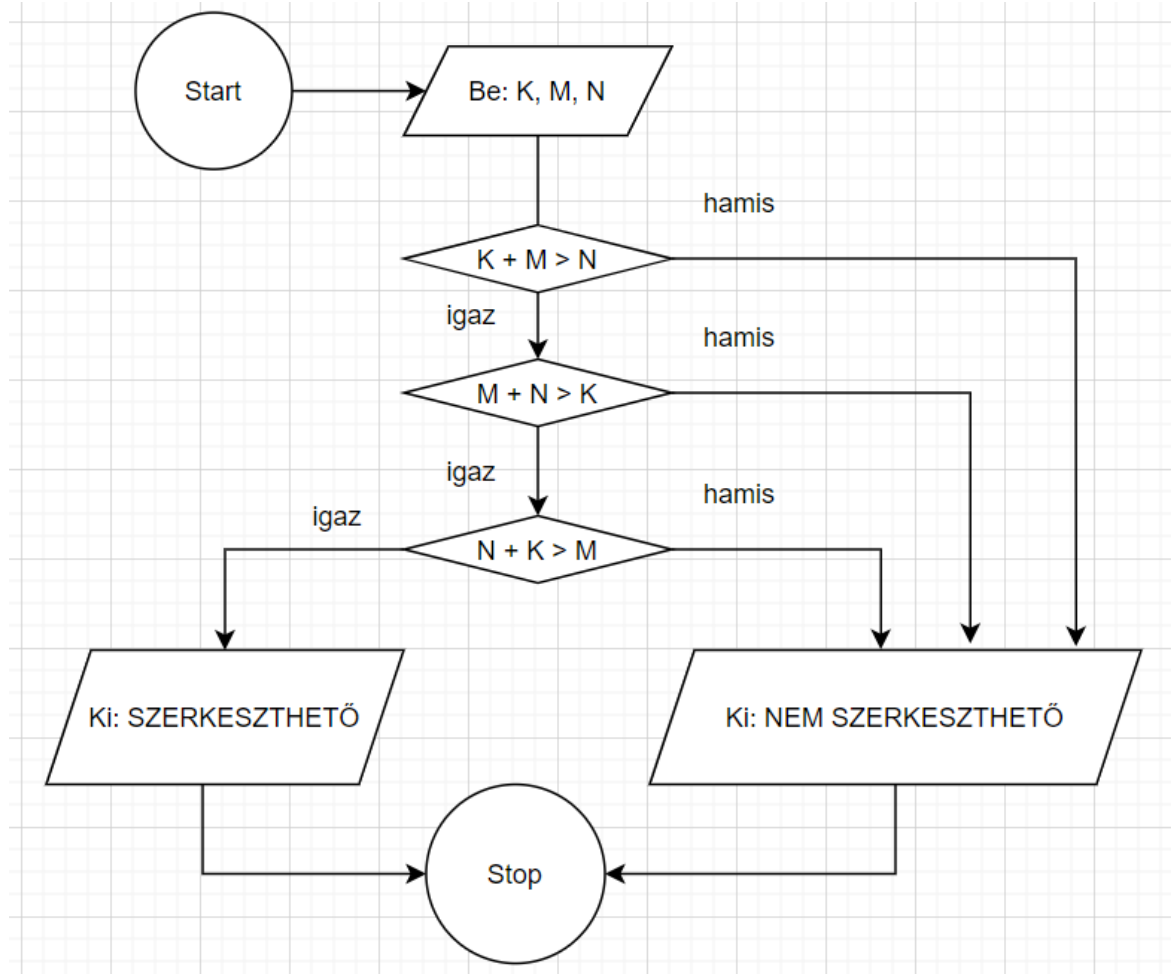 Start
Be: K, M, N
hamis
K + M > N
igaz
hamis
M + N > K
igaz
hamis
igaz
N + K > M
Ki: SZERKESZTHETŐ
Ki: NEM SZERKESZTHETŐ
Stop